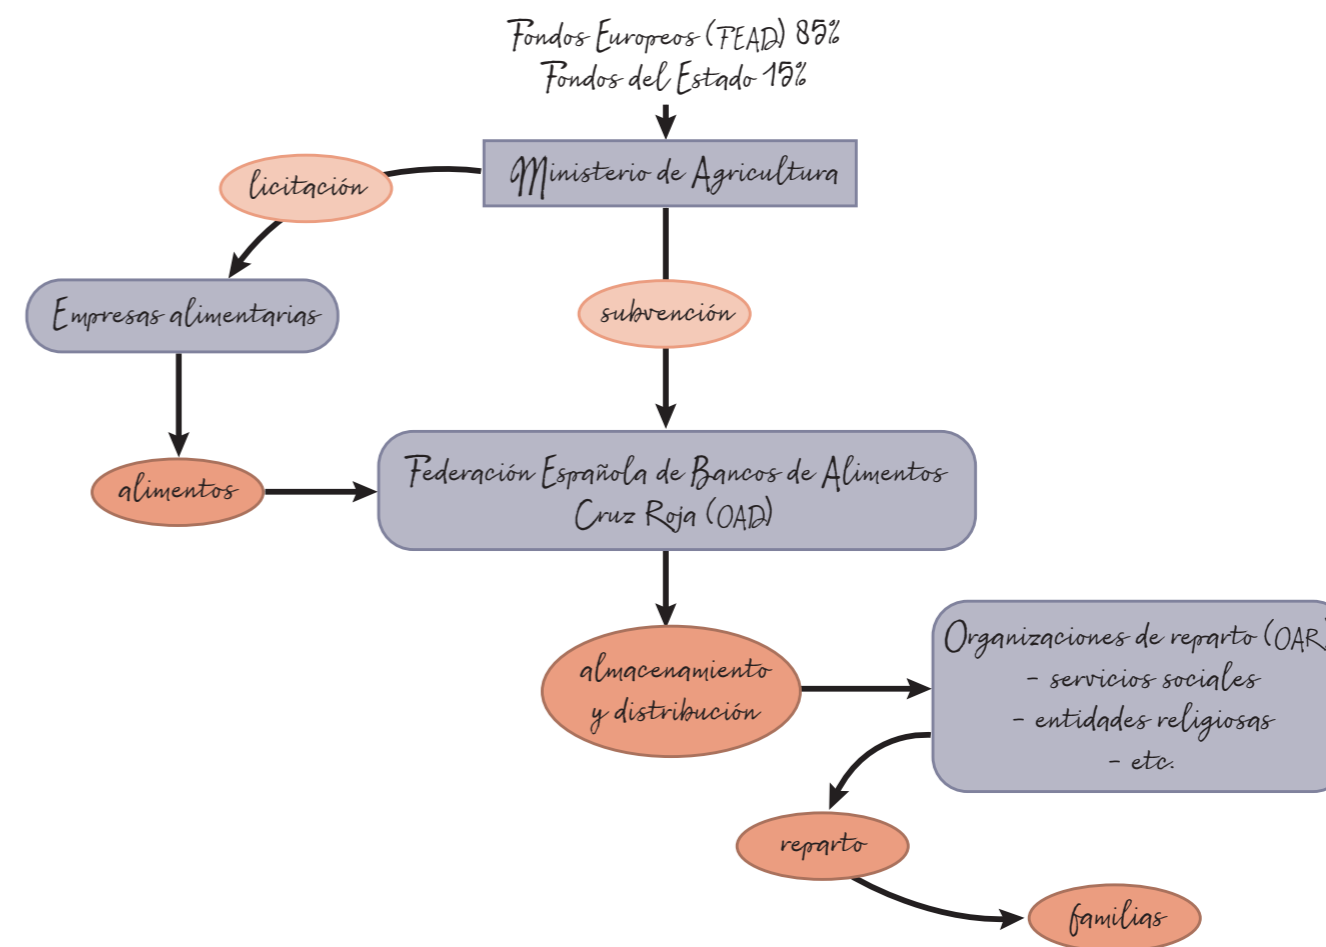 Fondos Europeos (FEAD) 85%
Fondos del Estado 15%
Ministerio de Agricultura
licitación
Empresas alimentarias
subvención
alimentos
Federación Española de Bancos de Alimentos
Cruz Roja (OAD)
almacenamiento
y distribución
Organizaciones de reparto (OAR)
- servicios sociales
- entidades religiosas
- etc.
reparto
familias